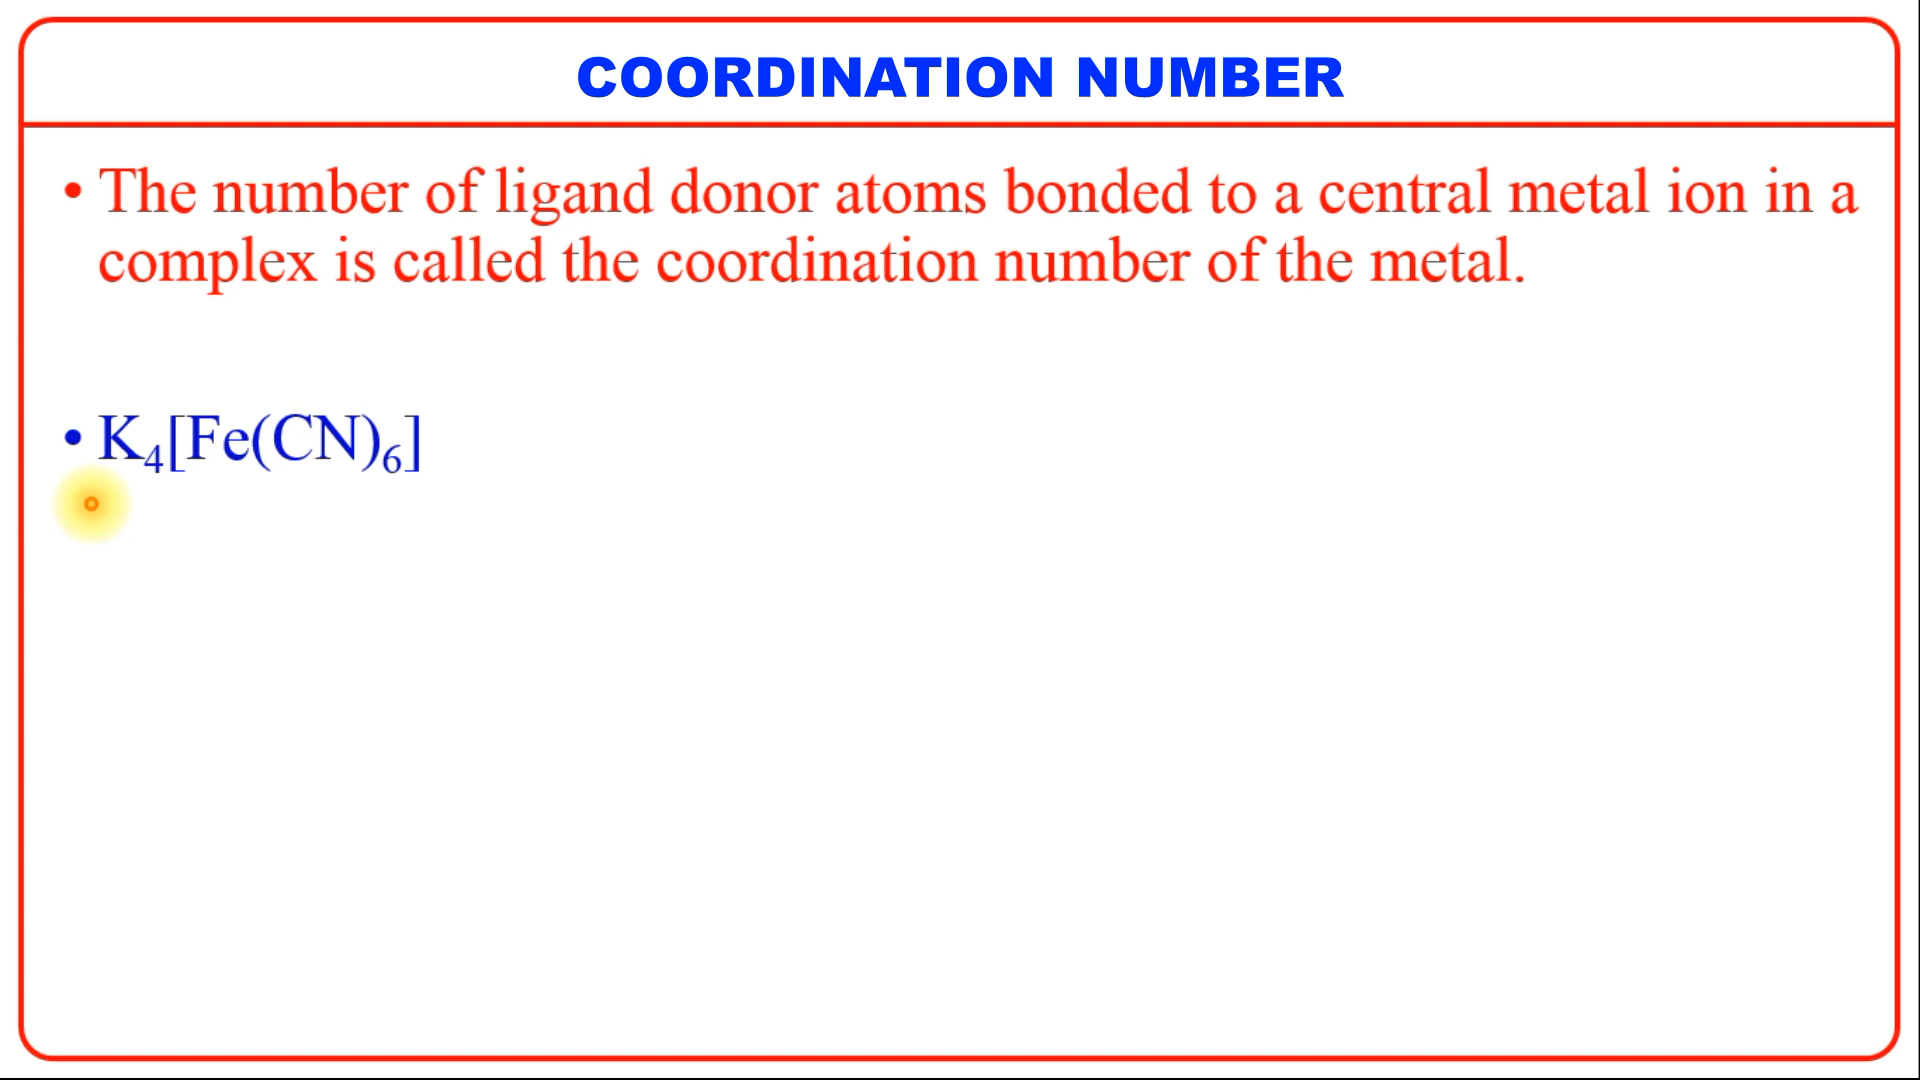 COORDINATION NUMBER
• The number of ligand donor atoms bonded to a central metal ion in a
complex is called the coordination number of the metal.
• K₄[Fe(CN)₆]